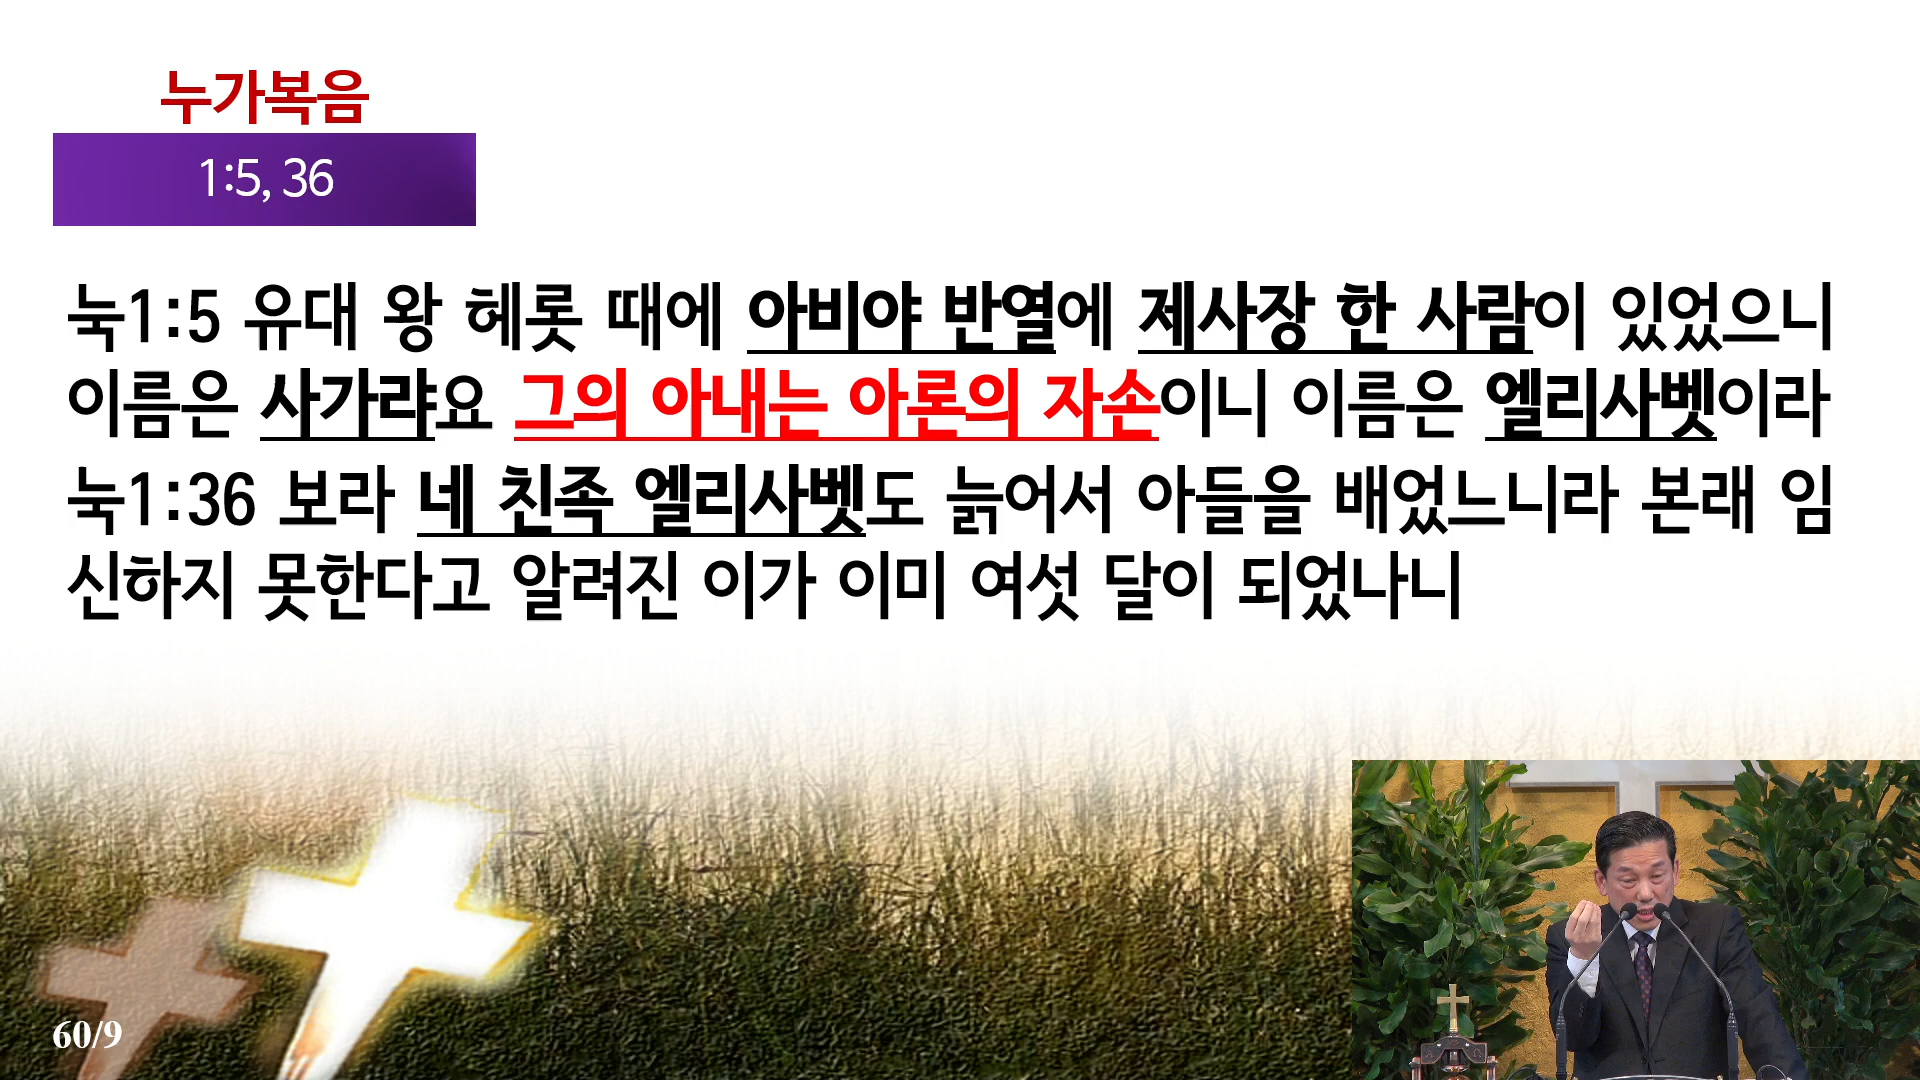 누가복음
1:5, 36
눅1:5 유대 왕 헤롯 때에 아비야 반열에 제사장 한 사람이 있었으니
이름은 사가랴요 그의 아내는 아론의 자손이니 이름은 엘리사벳이라
눅1:36 보라 네 친족 엘리사벳도 늙어서 아들을 배었느니라 본래 임
신하지 못한다고 알려진 이가 이미 여섯 달이 되었나니
60/9